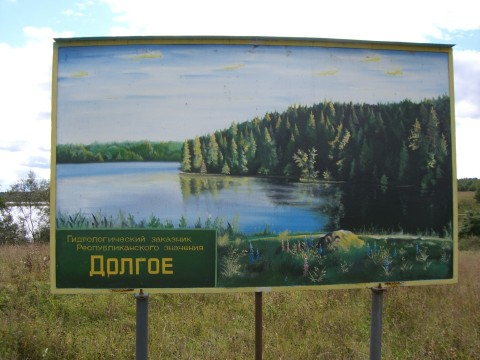 Гидрологический заказник
Республиканского значения
Долгое